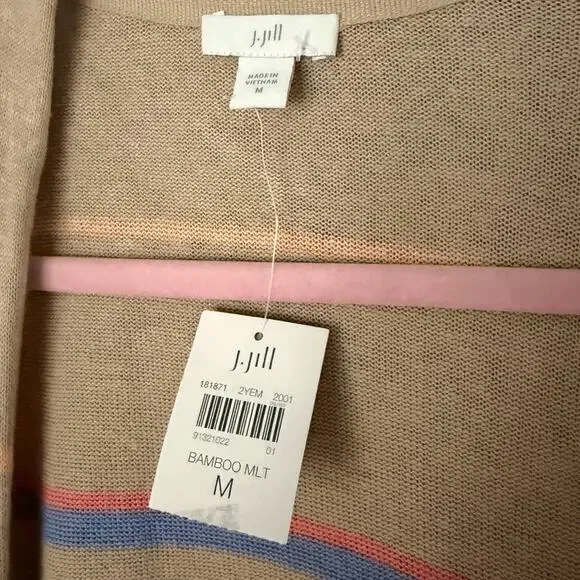 J.Jill
MADE IN
VIETNAM
M
J.Jill
181871 2YEM 2001
91321022 01
BAMBOO MLT
M